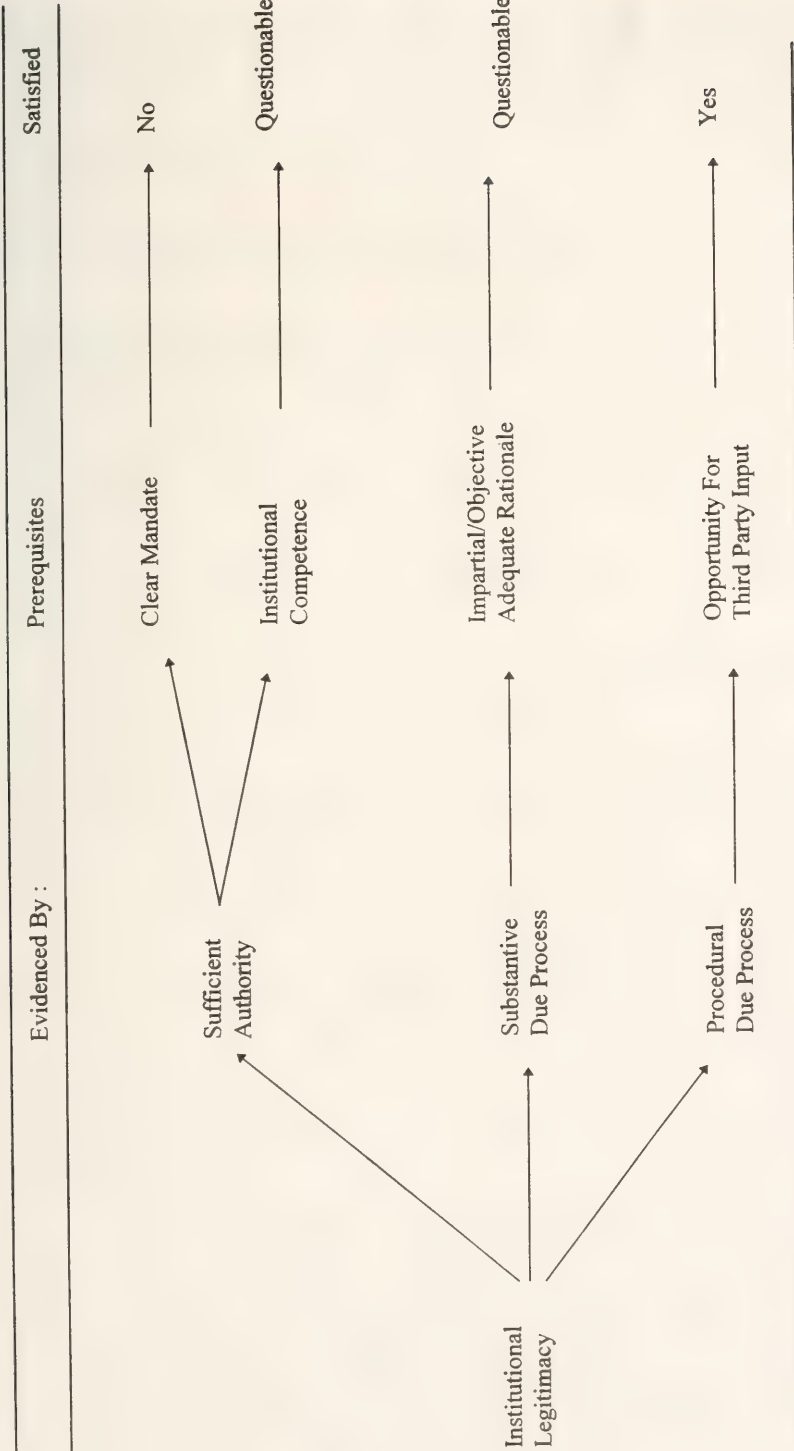 Evidenced By :
Prerequisites
Satisfied
Institutional
Legitimacy
Sufficient
Authority
Clear Mandate
No
Institutional
Competence
Questionable
Substantive
Due Process
Impartial/Objective
Adequate Rationale
Questionable
Procedural
Due Process
Opportunity For
Third Party Input
Yes